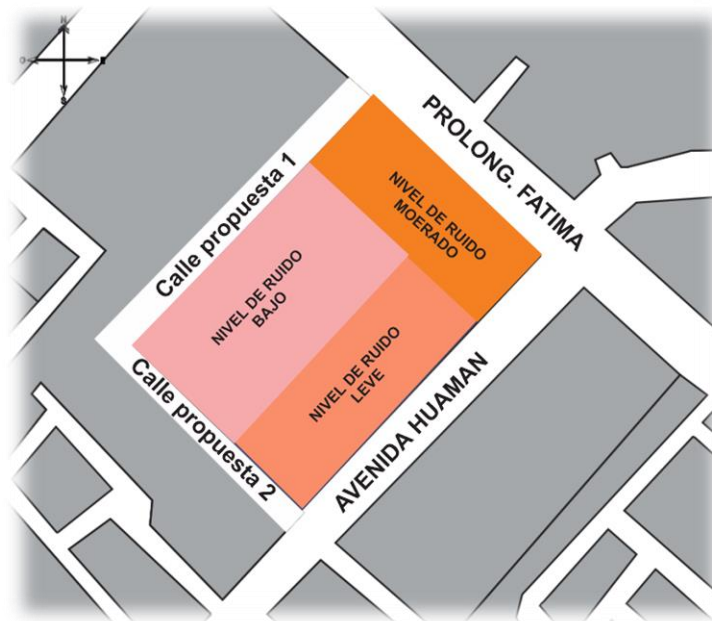 N
O
S
PROLONG. FATIMA
Calle propuesta 1
NIVEL DE RUIDO
MOERADO
NIVEL DE RUIDO
BAJO
NIVEL DE RUIDO
LEVE
Calle propuesta 2
AVENIDA HUAMAN